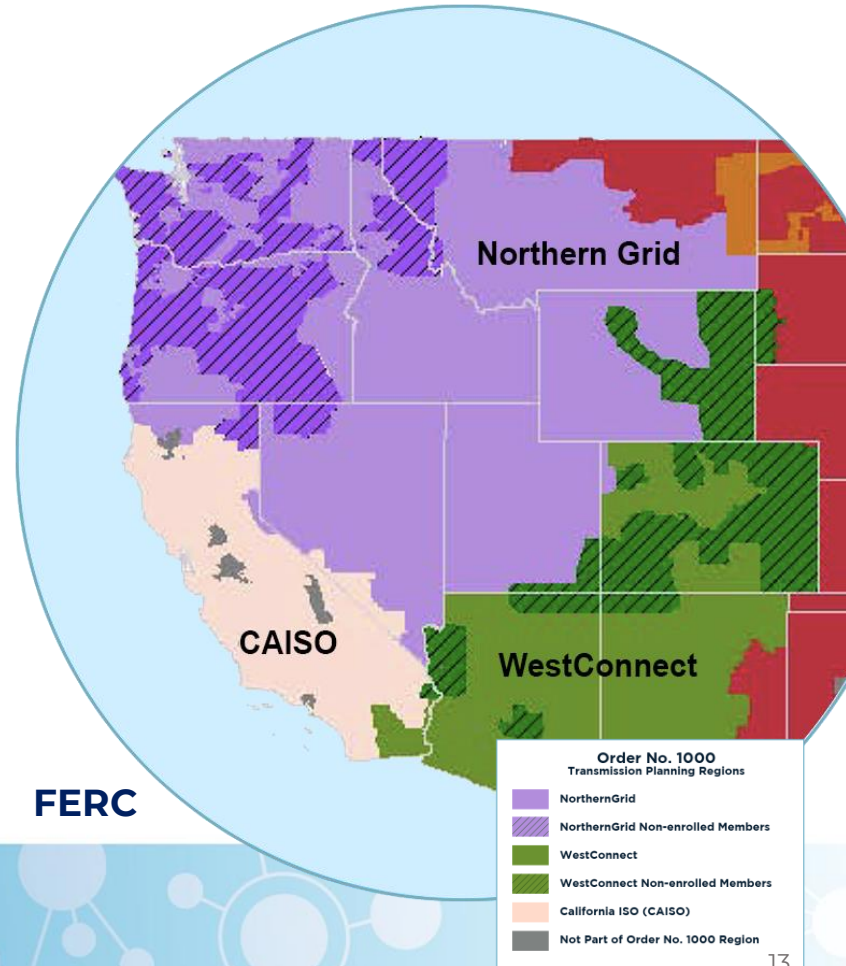 Northern Grid
CAISO
WestConnect
FERC
Order No. 1000
Transmission Planning Regions
NorthernGrid
NorthernGrid Non-enrolled Members
WestConnect
WestConnect Non-enrolled Members
California ISO (CAISO)
Not Part of Order No. 1000 Region
13